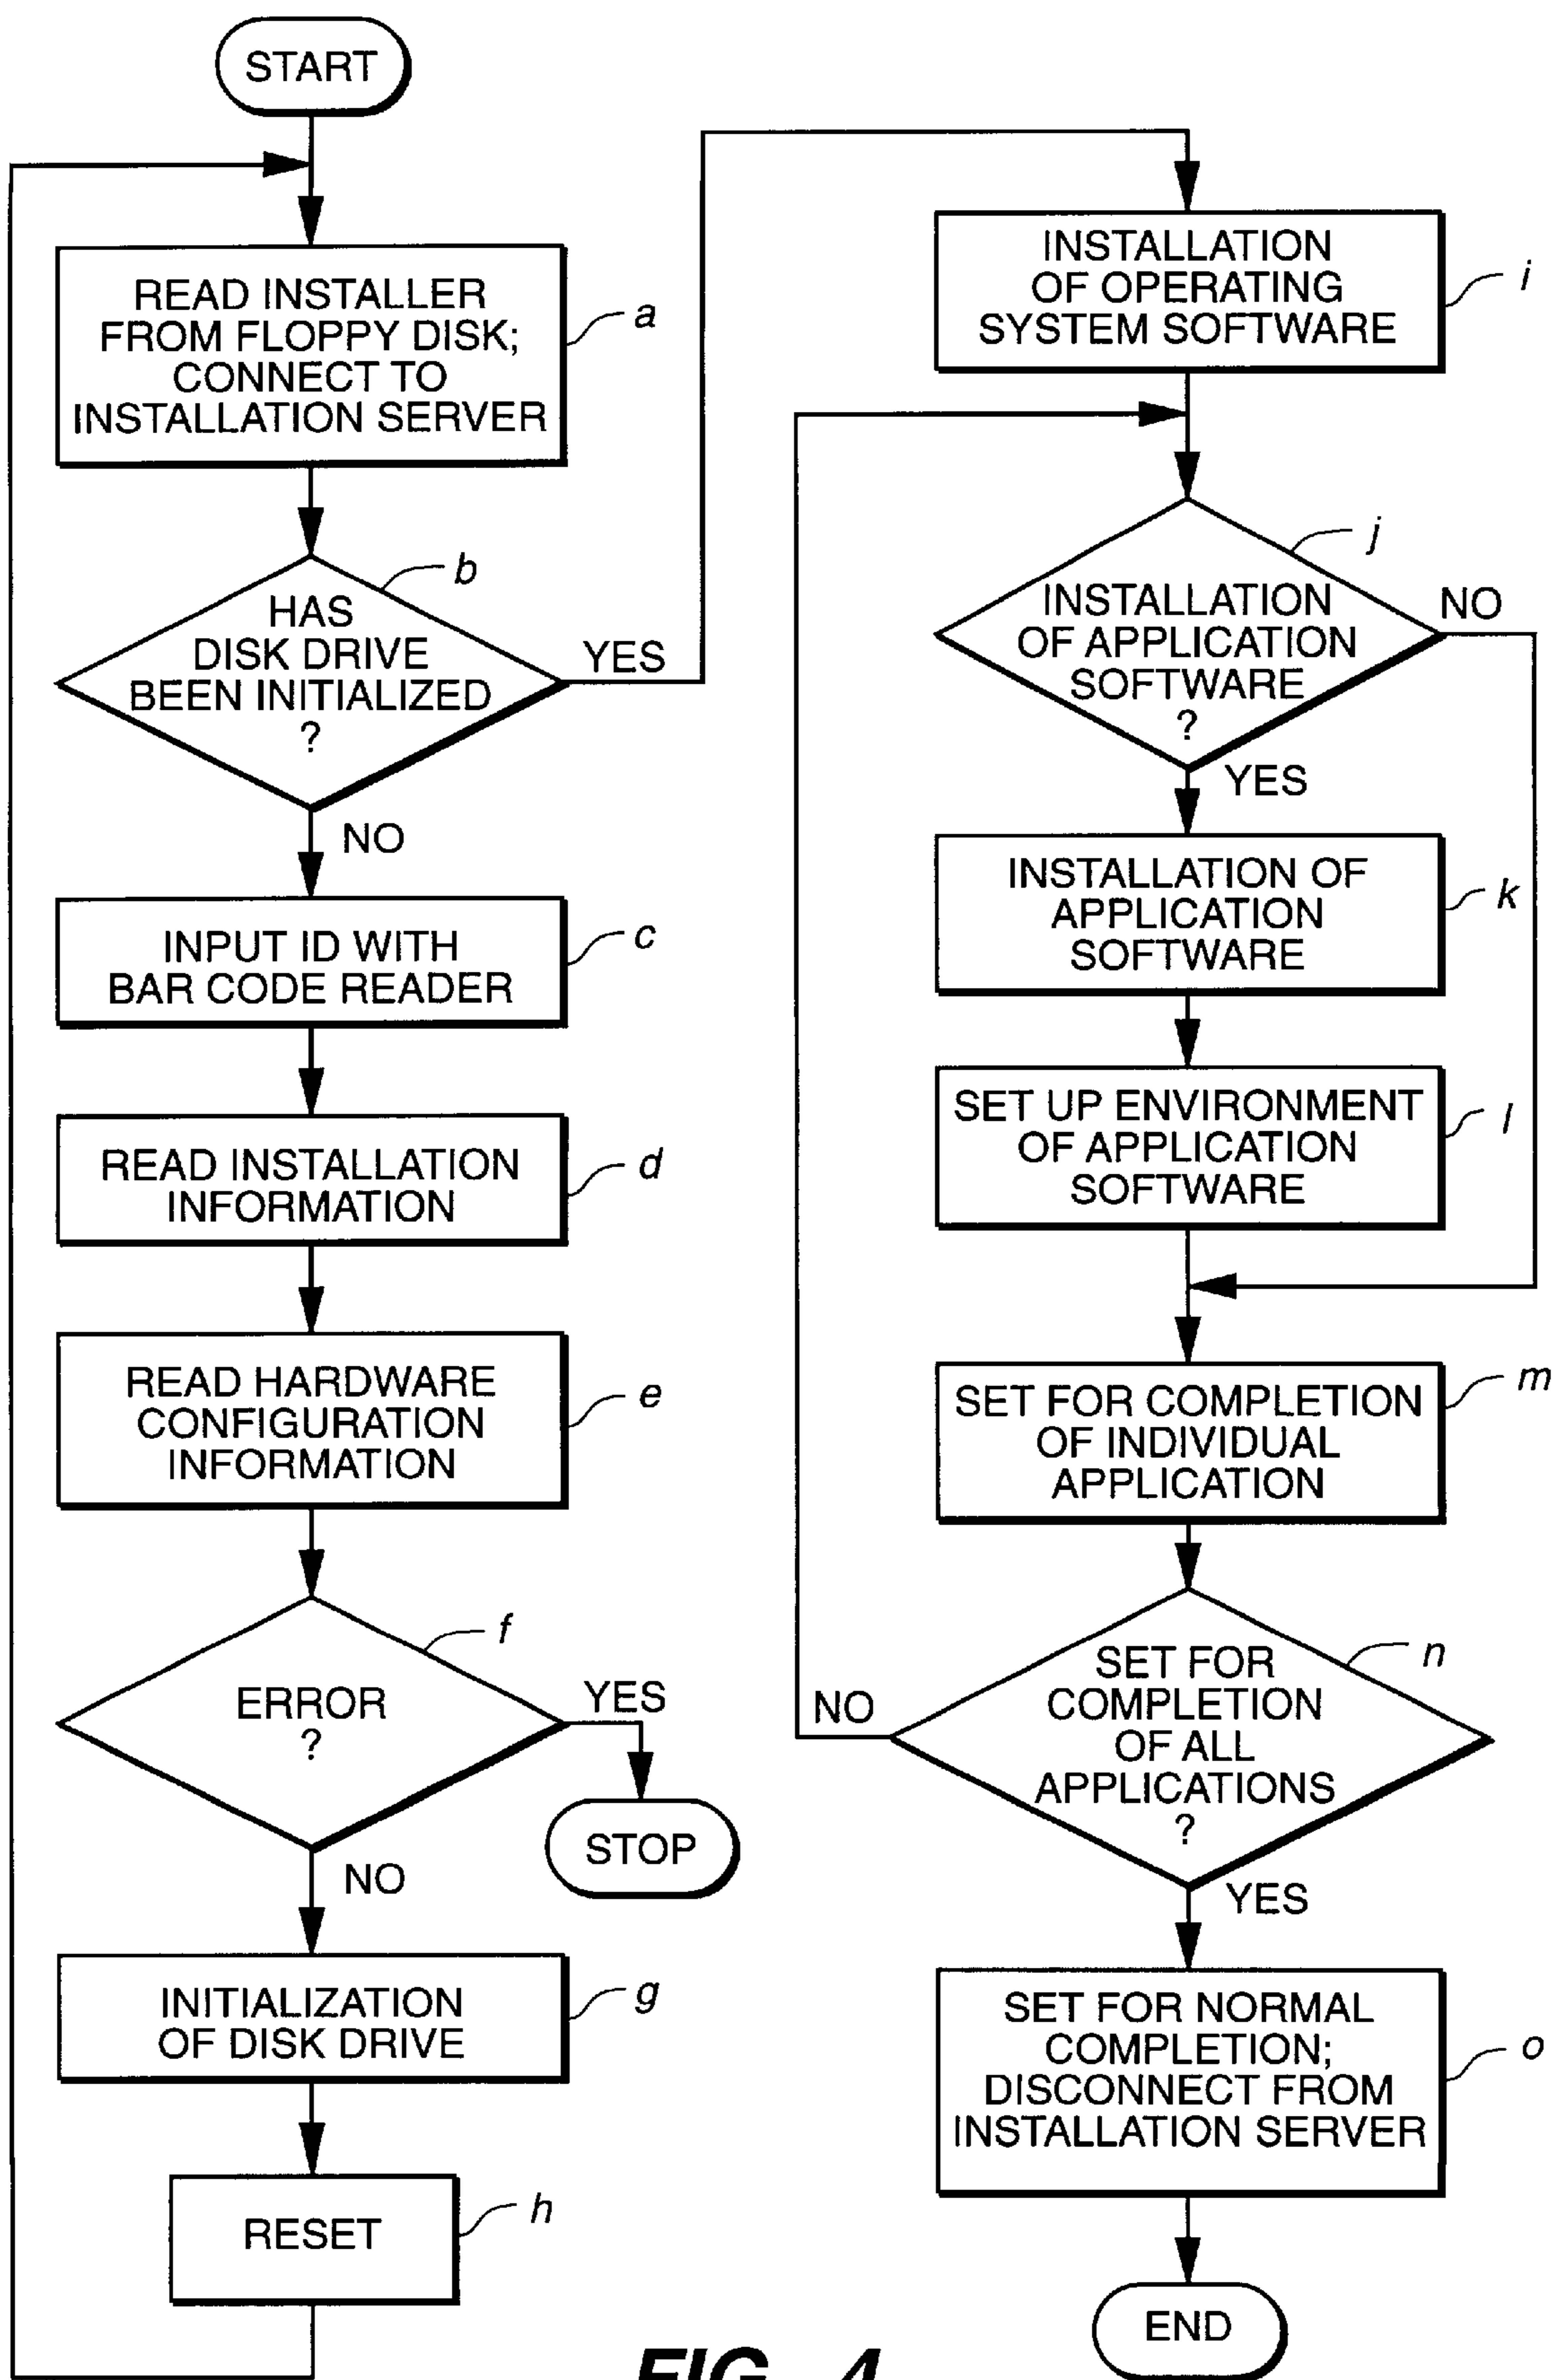 START
READ INSTALLER
FROM FLOPPY DISK;
CONNECT TO
INSTALLATION SERVER
a
HAS
DISK DRIVE
BEEN INITIALIZED
?
b
YES
NO
INPUT ID WITH
BAR CODE READER
c
READ INSTALLATION
INFORMATION
d
READ HARDWARE
CONFIGURATION
INFORMATION
e
ERROR
?
f
YES
STOP
NO
INITIALIZATION
OF DISK DRIVE
g
RESET
h
INSTALLATION
OF OPERATING
SYSTEM SOFTWARE
i
INSTALLATION
OF APPLICATION
SOFTWARE
?
j
NO
YES
INSTALLATION OF
APPLICATION
SOFTWARE
k
SET UP ENVIRONMENT
OF APPLICATION
SOFTWARE
l
SET FOR COMPLETION
OF INDIVIDUAL
APPLICATION
m
SET FOR
COMPLETION
OF ALL
APPLICATIONS
?
n
NO
YES
SET FOR NORMAL
COMPLETION;
DISCONNECT FROM
INSTALLATION SERVER
o
END
FIG. 4